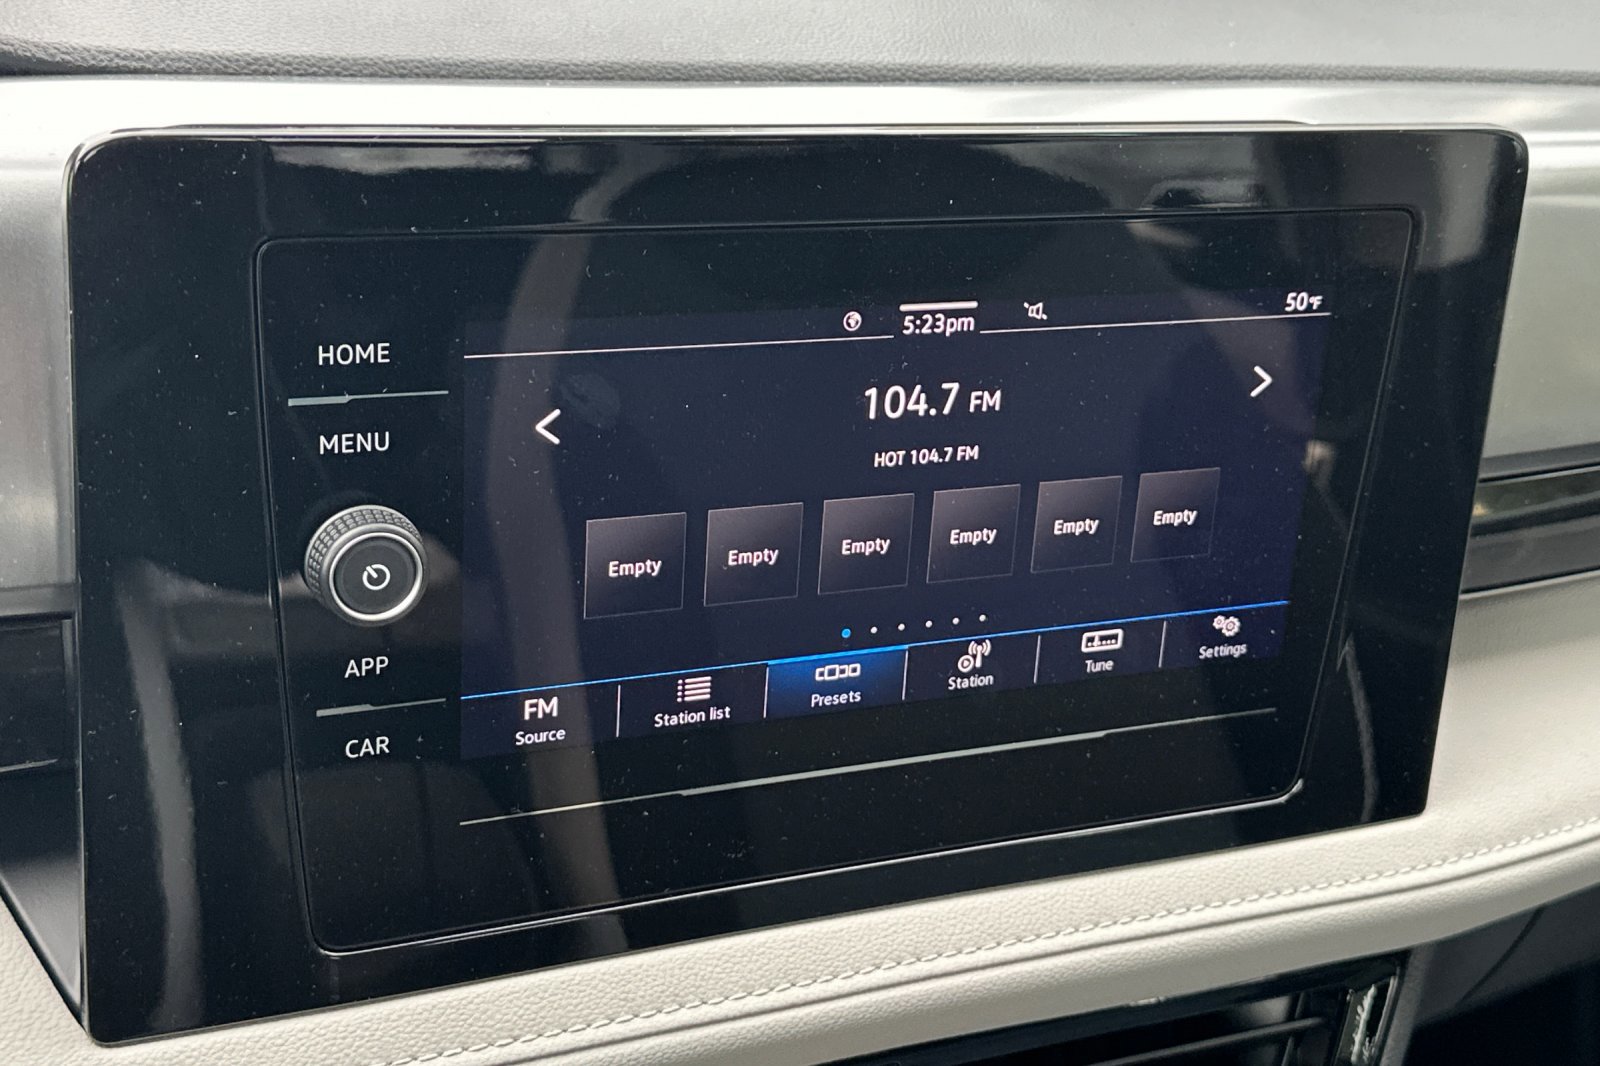 HOME
MENU
APP
CAR
5:23pm
50°F
104.7 FM
HOT 104.7 FM
Empty
Empty
Empty
Empty
Empty
Empty
FM
Source
Station list
Presets
Station
Tune
Settings